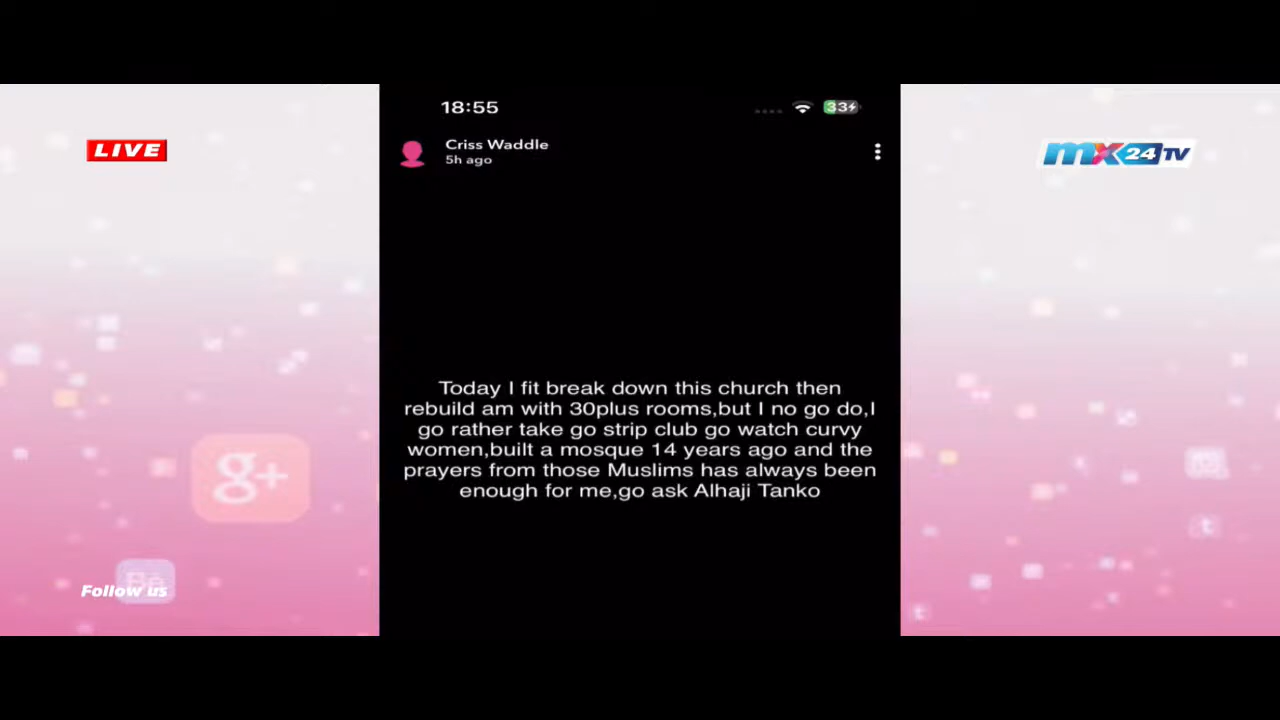 LIVE
mx24TV
18:55
33
Criss Waddle
5h ago
Today I fit break down this church then
rebuild am with 30plus rooms,but I no go do,I
go rather take go strip club go watch curvy
women,built a mosque 14 years ago and the
prayers from those Muslims has always been
enough for me,go ask Alhaji Tanko
g+
Bē
Follow us
t
t